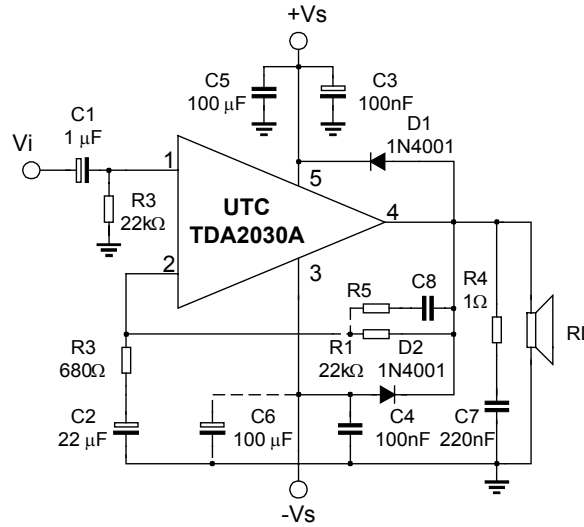 +Vs
C5
100 µF
C3
100nF
C1
1 µF
Vi
D1
1N4001
1
5
UTC
TDA2030A
4
R3
22kΩ
2
3
R5
C8
R4
1Ω
R1
22kΩ
D2
1N4001
R3
680Ω
C2
22 µF
C6
100 µF
C4
100nF
C7
220nF
-Vs